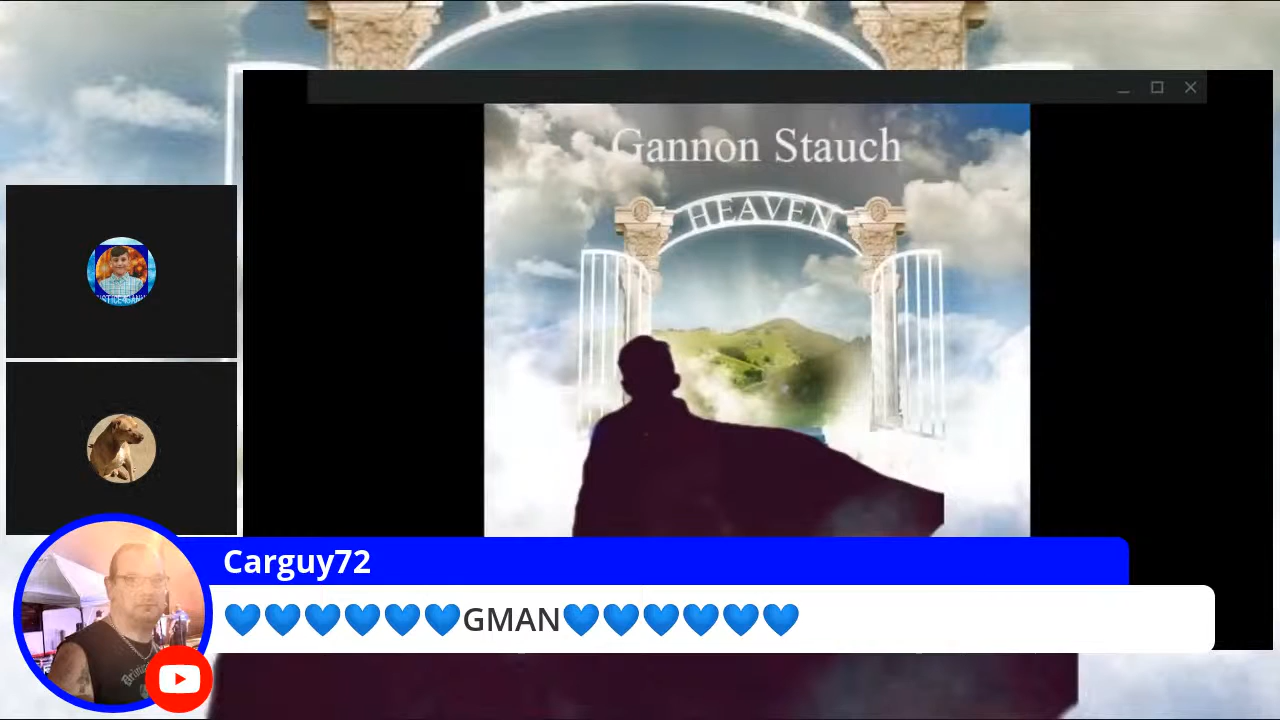 Gannon Stauch
HEAVEN
Carguy72
💙💙💙💙💙💙GMAN💙💙💙💙💙💙